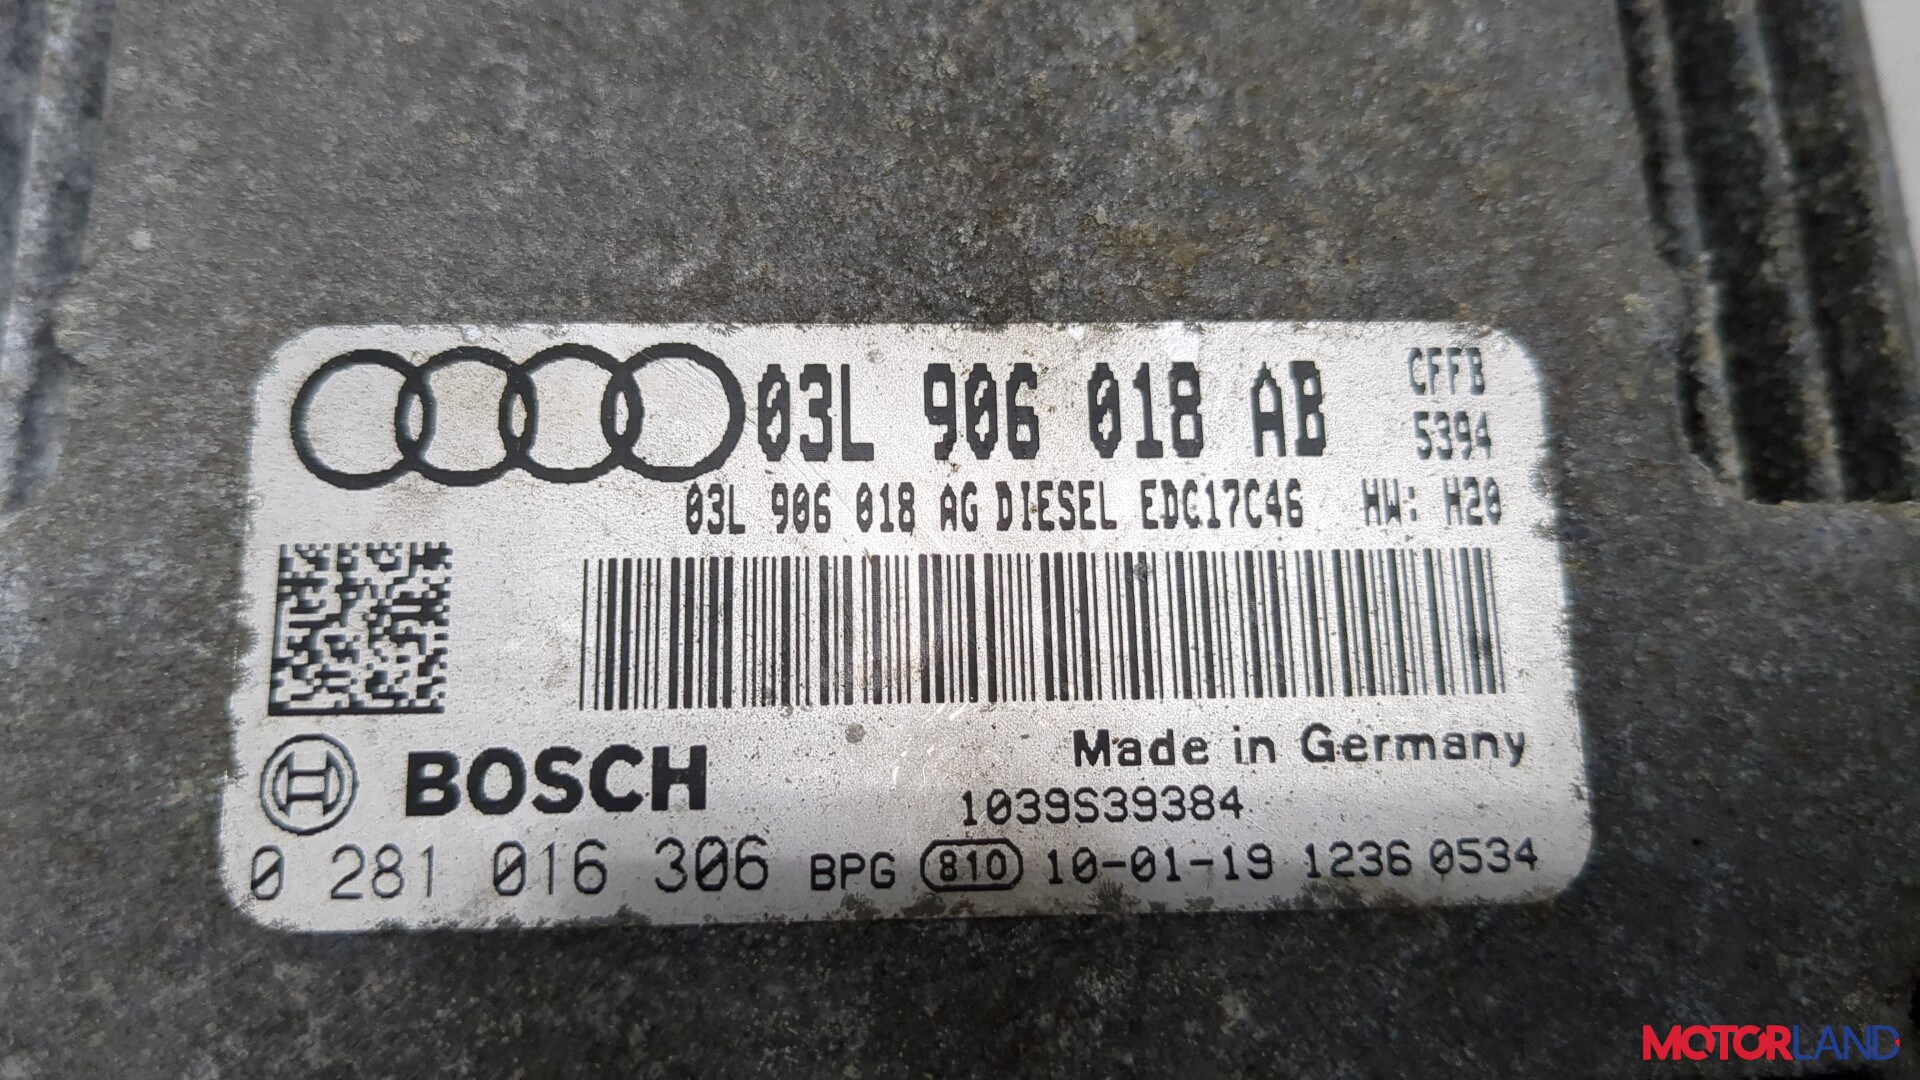 03L 906 018 AB CFFB
5394
03L 906 018 AG DIESEL EDC17C46 HW: H20
Made in Germany
BOSCH
1039S39384
0 281 016 306 BPG 810 10-01-19 1236 0534
MOTORLAND